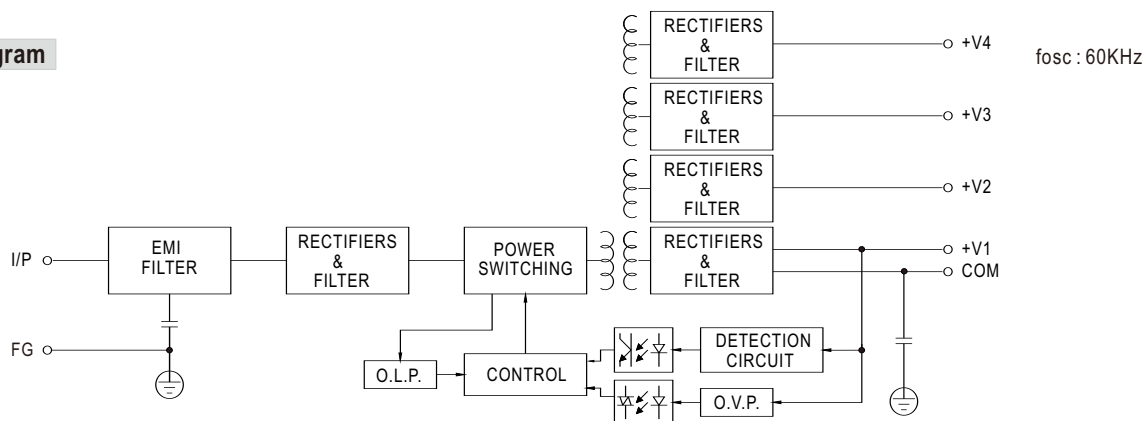 gram
fosc : 60KHz
RECTIFIERS
&
FILTER
+V4
RECTIFIERS
&
FILTER
+V3
RECTIFIERS
&
FILTER
+V2
I/P
EMI
FILTER
RECTIFIERS
&
FILTER
POWER
SWITCHING
RECTIFIERS
&
FILTER
+V1
COM
FG
O.L.P.
CONTROL
DETECTION
CIRCUIT
O.V.P.